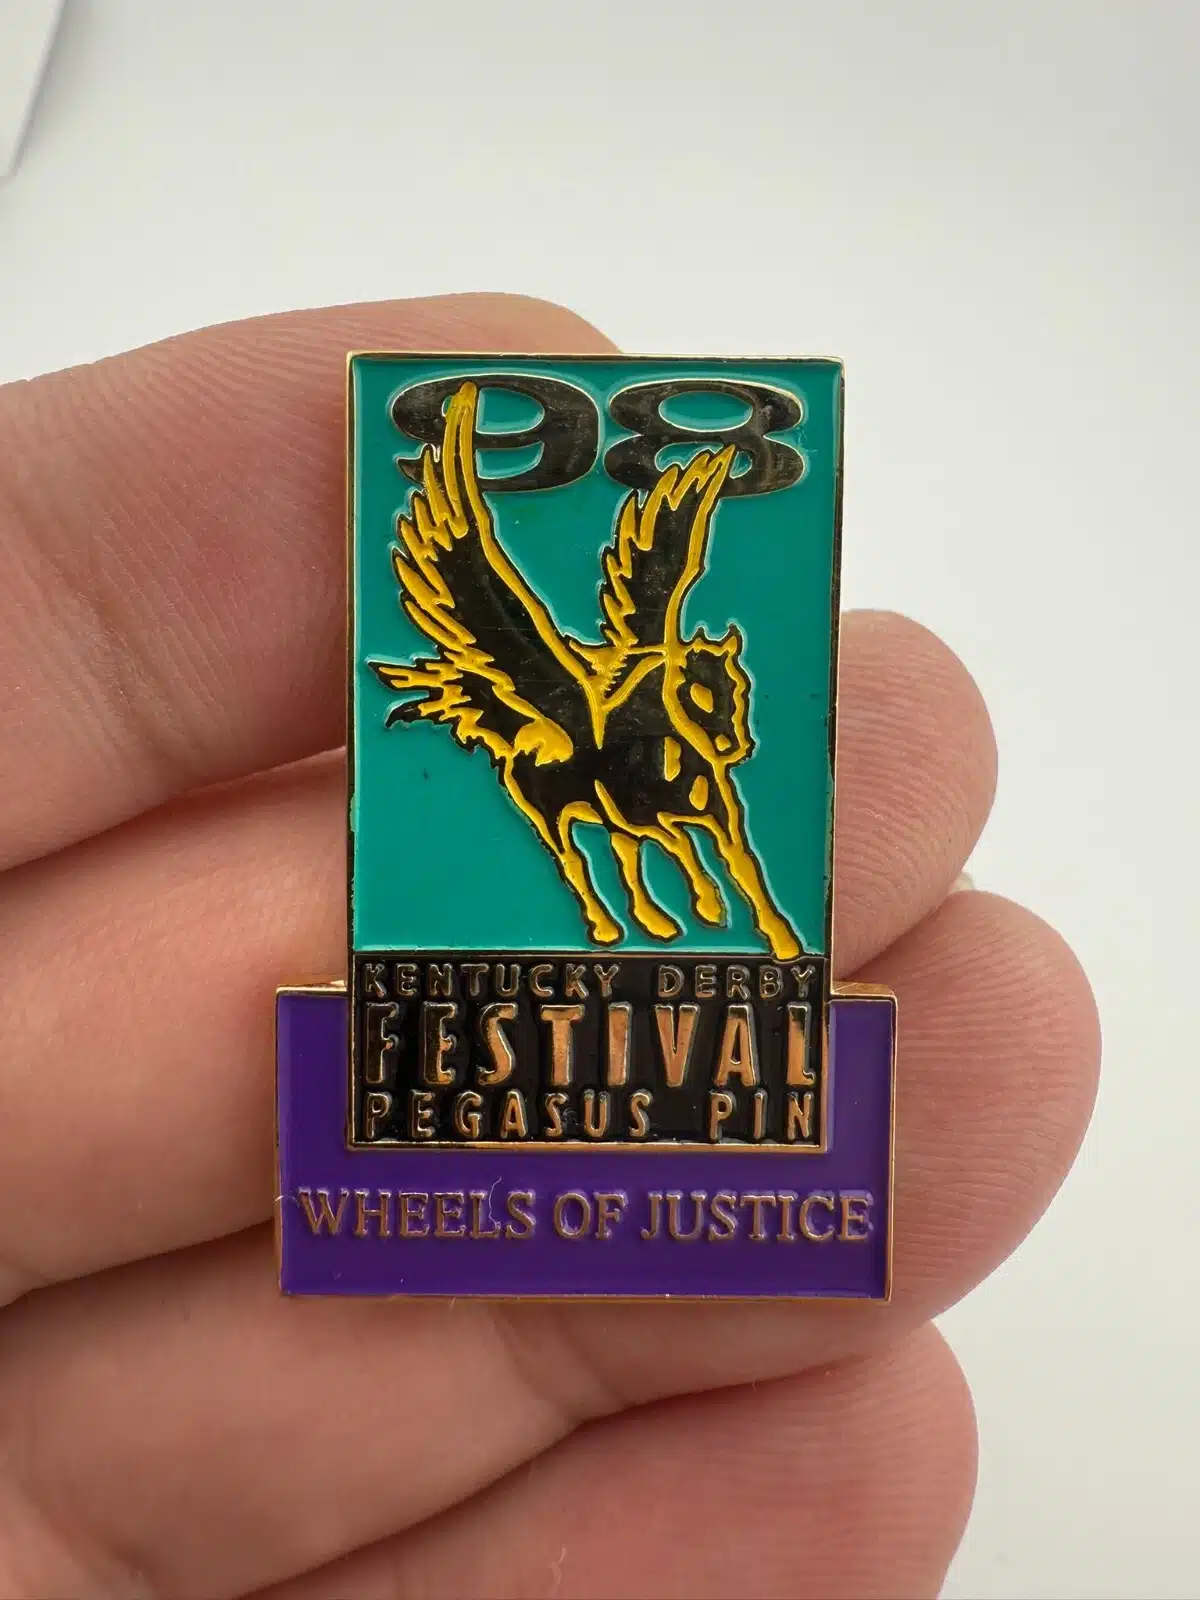 98
KENTUCKY DERBY
FESTIVAL
PEGASUS PIN
WHEELS OF JUSTICE